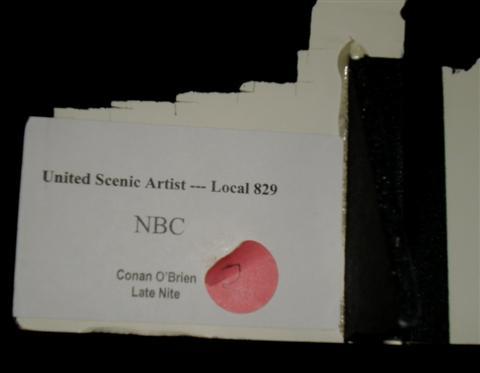 United Scenic Artist --- Local 829
NBC
Conan O'Brien
Late Nite